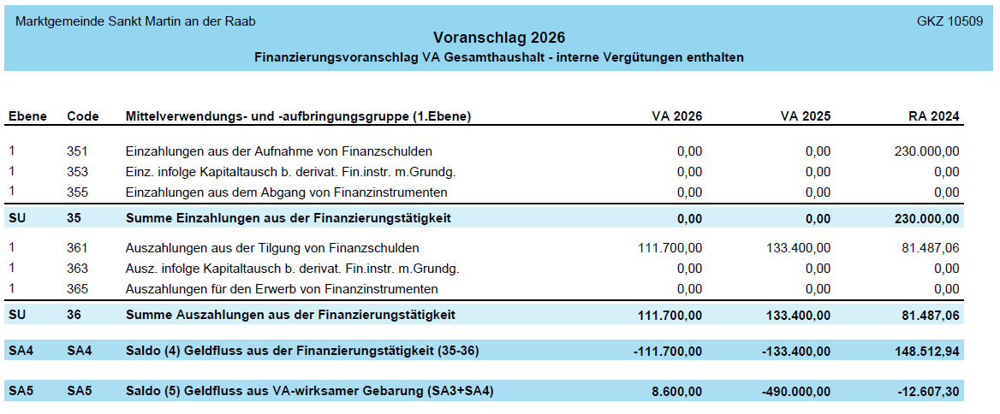 Marktgemeinde Sankt Martin an der Raab GKZ 10509
Voranschlag 2026
Finanzierungsvoranschlag VA Gesamthaushalt - interne Vergütungen enthalten
Ebene Code Mittelverwendungs- und -aufbringungsgruppe (1.Ebene) VA 2026 VA 2025 RA 2024
1 351 Einzahlungen aus der Aufnahme von Finanzschulden 0,00 0,00 230.000,00
1 353 Einz. infolge Kapitaltausch b. derivat. Fin.instr. m.Grundg. 0,00 0,00 0,00
1 355 Einzahlungen aus dem Abgang von Finanzinstrumenten 0,00 0,00 0,00
SU 35 Summe Einzahlungen aus der Finanzierungstätigkeit 0,00 0,00 230.000,00
1 361 Auszahlungen aus der Tilgung von Finanzschulden 111.700,00 133.400,00 81.487,06
1 363 Ausz. infolge Kapitaltausch b. derivat. Fin.instr. m.Grundg. 0,00 0,00 0,00
1 365 Auszahlungen für den Erwerb von Finanzinstrumenten 0,00 0,00 0,00
SU 36 Summe Auszahlungen aus der Finanzierungstätigkeit 111.700,00 133.400,00 81.487,06
SA4 SA4 Saldo (4) Geldfluss aus der Finanzierungstätigkeit (35-36) -111.700,00 -133.400,00 148.512,94
SA5 SA5 Saldo (5) Geldfluss aus VA-wirksamer Gebarung (SA3+SA4) 8.600,00 -490.000,00 -12.607,30